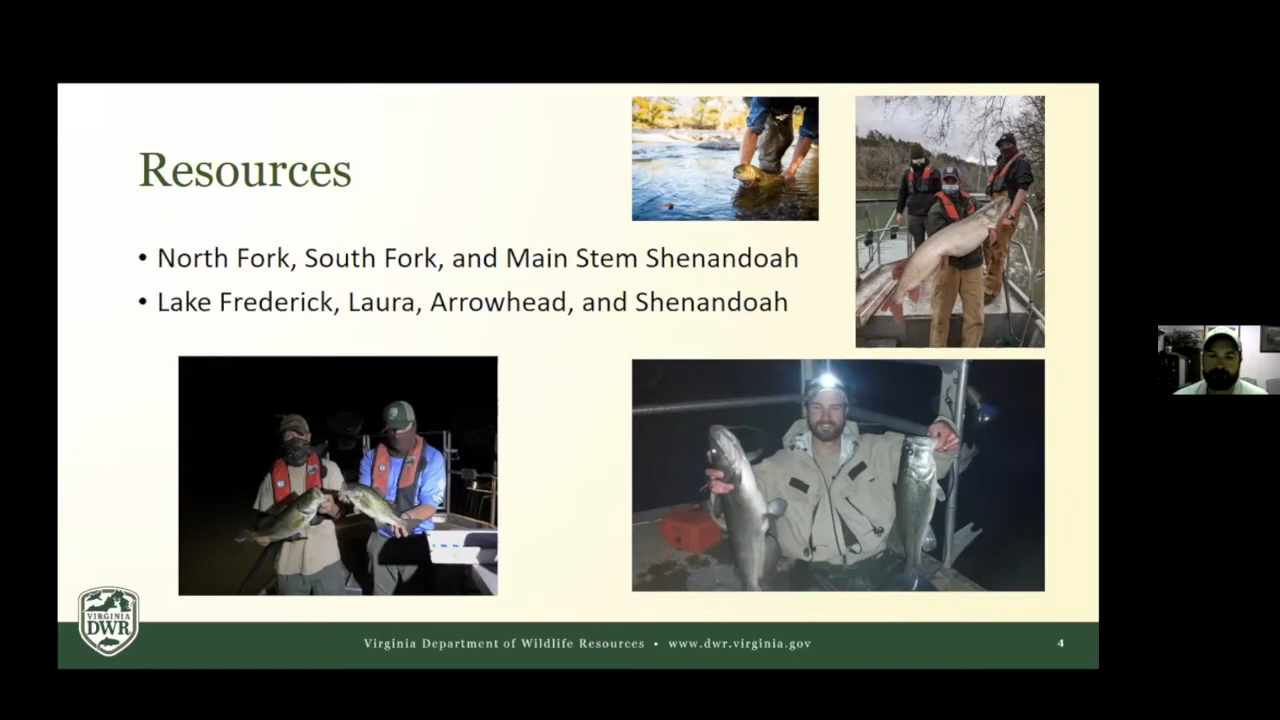 Resources
• North Fork, South Fork, and Main Stem Shenandoah
• Lake Frederick, Laura, Arrowhead, and Shenandoah
VIRGINIA
DWR
Virginia Department of Wildlife Resources • www.dwr.virginia.gov
4